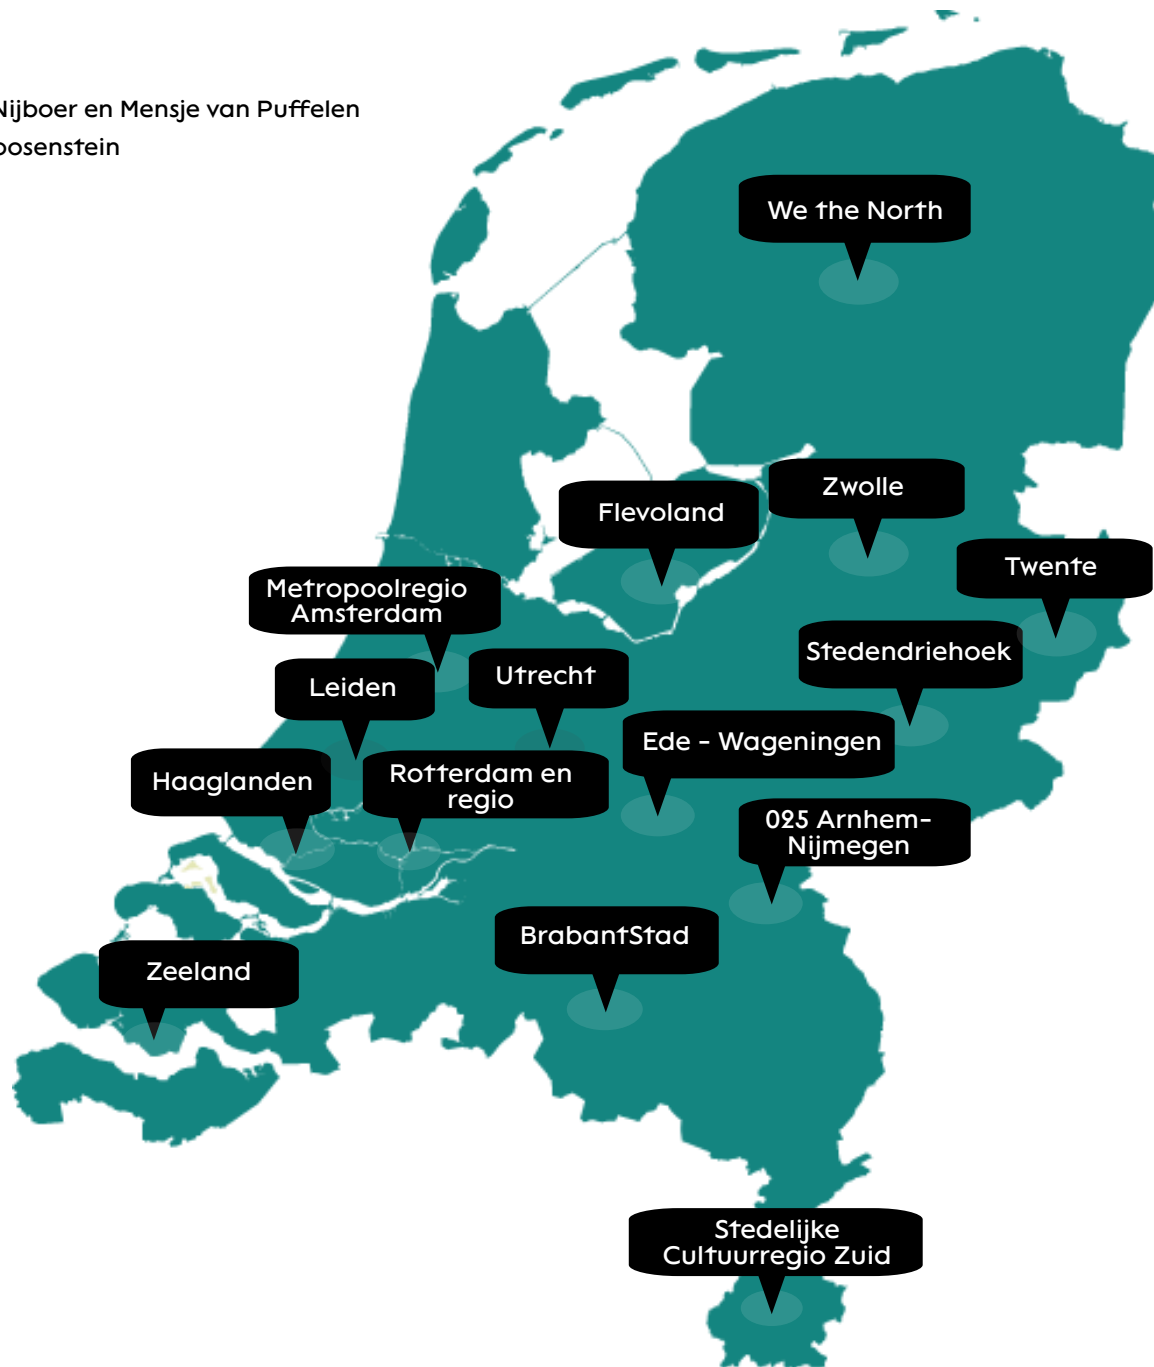 Nijboer en Mensje van Puffelen
oosenstein
We the North
Zwolle
Flevoland
Twente
Metropoolregio
Amsterdam
Stedendriehoek
Utrecht
Leiden
Ede - Wageningen
Rotterdam en
regio
Haaglanden
025 Arnhem-
Nijmegen
BrabantStad
Zeeland
Stedelijke
Cultuurregio Zuid